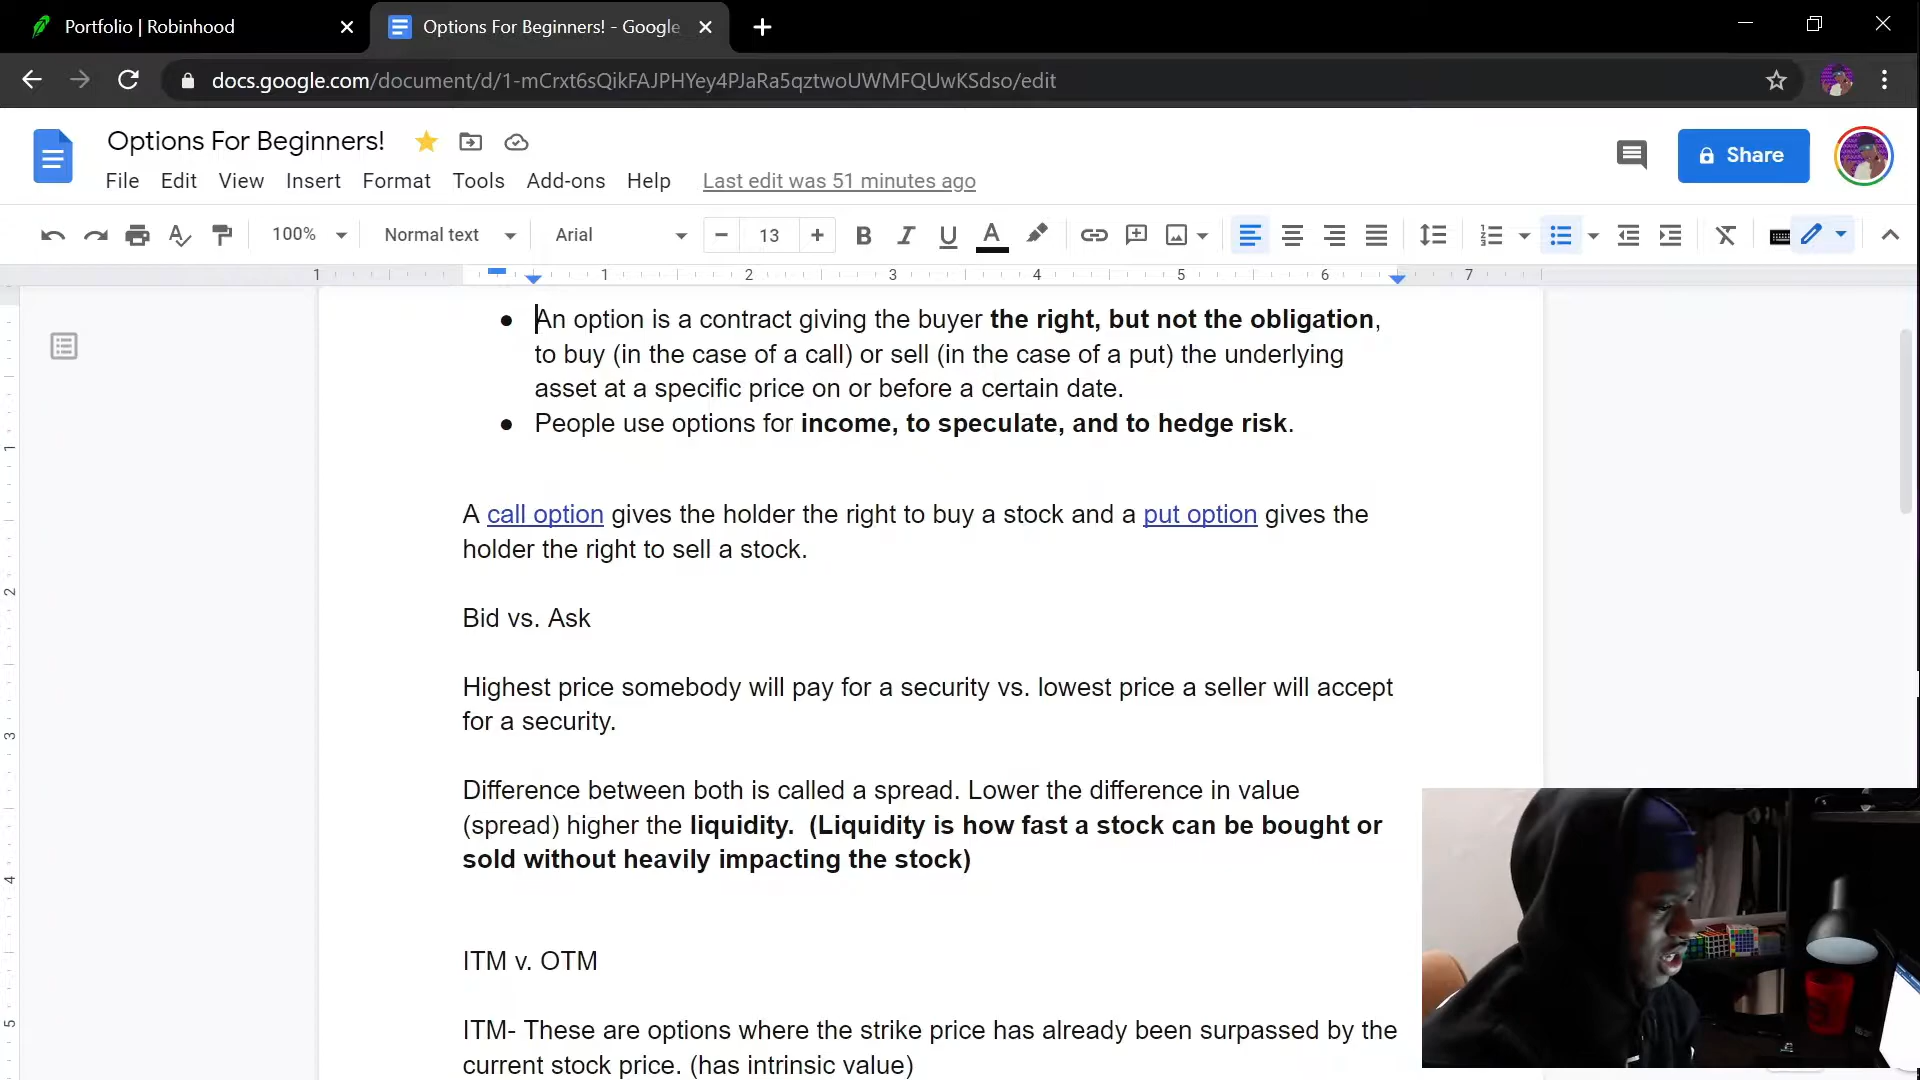 Portfolio | Robinhood
Options For Beginners! - Google
docs.google.com/document/d/1-mCrxt6sQikFAJPHYey4PJaRa5qztwoUWMFQUwKSdso/edit
Options For Beginners!
File Edit View Insert Format Tools Add-ons Help Last edit was 51 minutes ago
Share
100% Normal text Arial 13
1 1 2 3 4 5 6 7
● An option is a contract giving the buyer the right, but not the obligation,
to buy (in the case of a call) or sell (in the case of a put) the underlying
asset at a specific price on or before a certain date.
● People use options for income, to speculate, and to hedge risk.
A call option gives the holder the right to buy a stock and a put option gives the
holder the right to sell a stock.
Bid vs. Ask
Highest price somebody will pay for a security vs. lowest price a seller will accept
for a security.
Difference between both is called a spread. Lower the difference in value
(spread) higher the liquidity.  (Liquidity is how fast a stock can be bought or
sold without heavily impacting the stock)
ITM v. OTM
ITM- These are options where the strike price has already been surpassed by the
current stock price. (has intrinsic value)
1
2
3
4
5